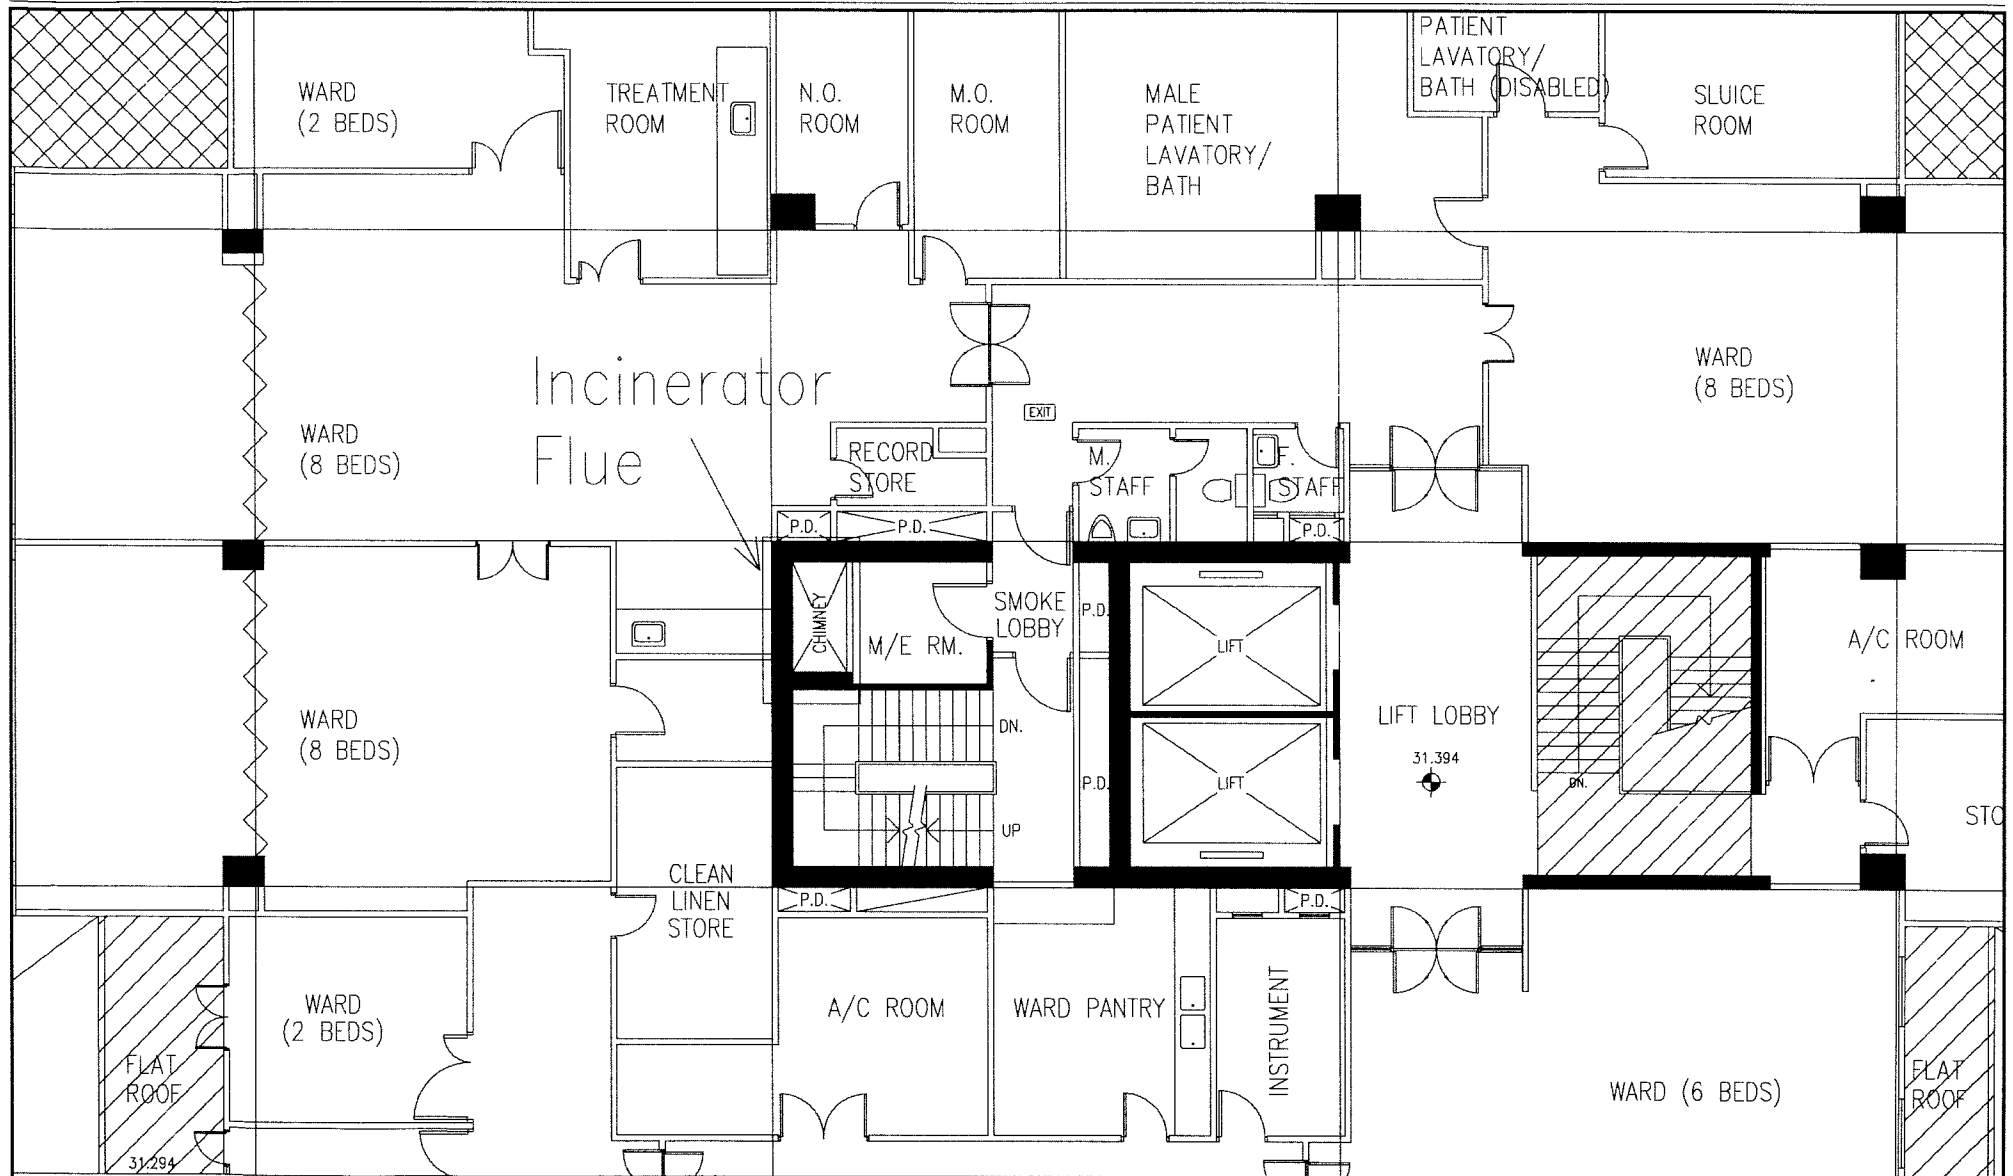 PATIENT
LAVATORY/
BATH (DISABLED)
WARD
(2 BEDS)
TREATMENT
ROOM
N.O.
ROOM
M.O.
ROOM
MALE
PATIENT
LAVATORY/
BATH
SLUICE
ROOM
Incinerator
Flue
WARD
(8 BEDS)
EXIT
WARD
(8 BEDS)
RECORD
STORE
M.
STAFF
F.
STAFF
P.D.
P.D.
P.D.
CHIMNEY
M/E RM.
SMOKE
LOBBY
P.D.
LIFT
A/C ROOM
WARD
(8 BEDS)
DN.
LIFT LOBBY
31.394
P.D.
LIFT
DN.
STO
UP
CLEAN
LINEN
STORE
P.D.
P.D.
WARD
(2 BEDS)
A/C ROOM
WARD PANTRY
INSTRUMENT
FLAT
ROOF
WARD (6 BEDS)
FLAT
ROOF
31.294